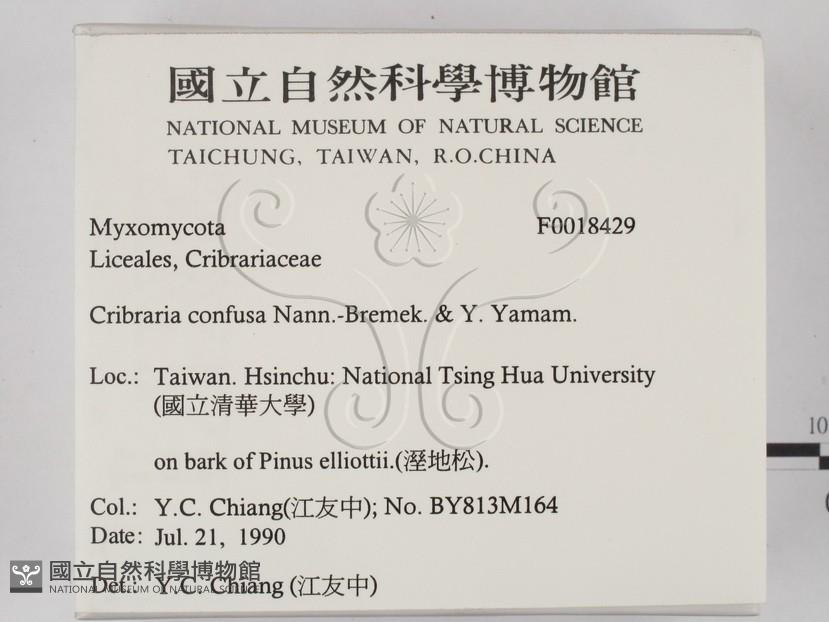 國立自然科學博物館
NATIONAL MUSEUM OF NATURAL SCIENCE
TAICHUNG, TAIWAN, R.O.CHINA
Myxomycota F0018429
Liceales, Cribrariaceae
Cribraria confusa Nann.-Bremek. & Y. Yamam.
Loc.: Taiwan. Hsinchu: National Tsing Hua University
(國立清華大學)
on bark of Pinus elliottii.(溼地松).
Col.: Y.C. Chiang(江友中); No. BY813M164
Date: Jul. 21, 1990
Det.: Y.C. Chiang (江友中)
國立自然科學博物館
NATIONAL MUSEUM OF NATURAL SCIENCE
10